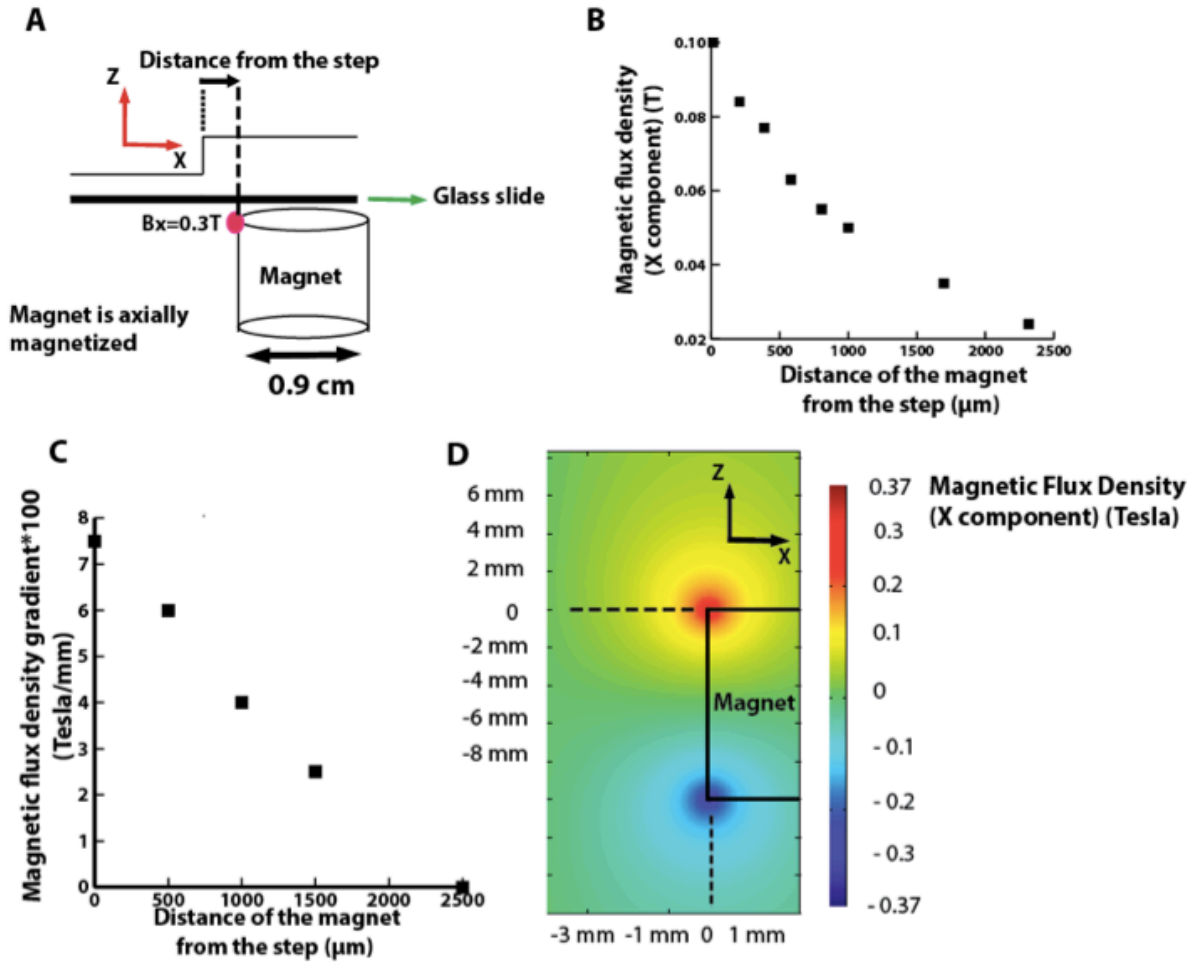 A
Distance from the step
Z
X
Glass slide
Bx=0.3T
Magnet
Magnet is axially
magnetized
0.9 cm
B
Magnetic flux density
(X component) (T)
0.10
0.08
0.06
0.04
0.02
0 500 1000 1500 2000 2500
Distance of the magnet
from the step (μm)
C
Magnetic flux density gradient*100
(Tesla/mm)
8
7
6
5
4
3
2
1
0
0 500 1000 1500 2000 2500
Distance of the magnet
from the step (μm)
D
6 mm
4 mm
2 mm
0
-2 mm
-4 mm
-6 mm
-8 mm
Z
X
Magnet
-3 mm -1 mm 0 1 mm
0.37
0.3
0.2
0.1
0
- 0.1
- 0.2
- 0.3
- 0.37
Magnetic Flux Density
(X component) (Tesla)